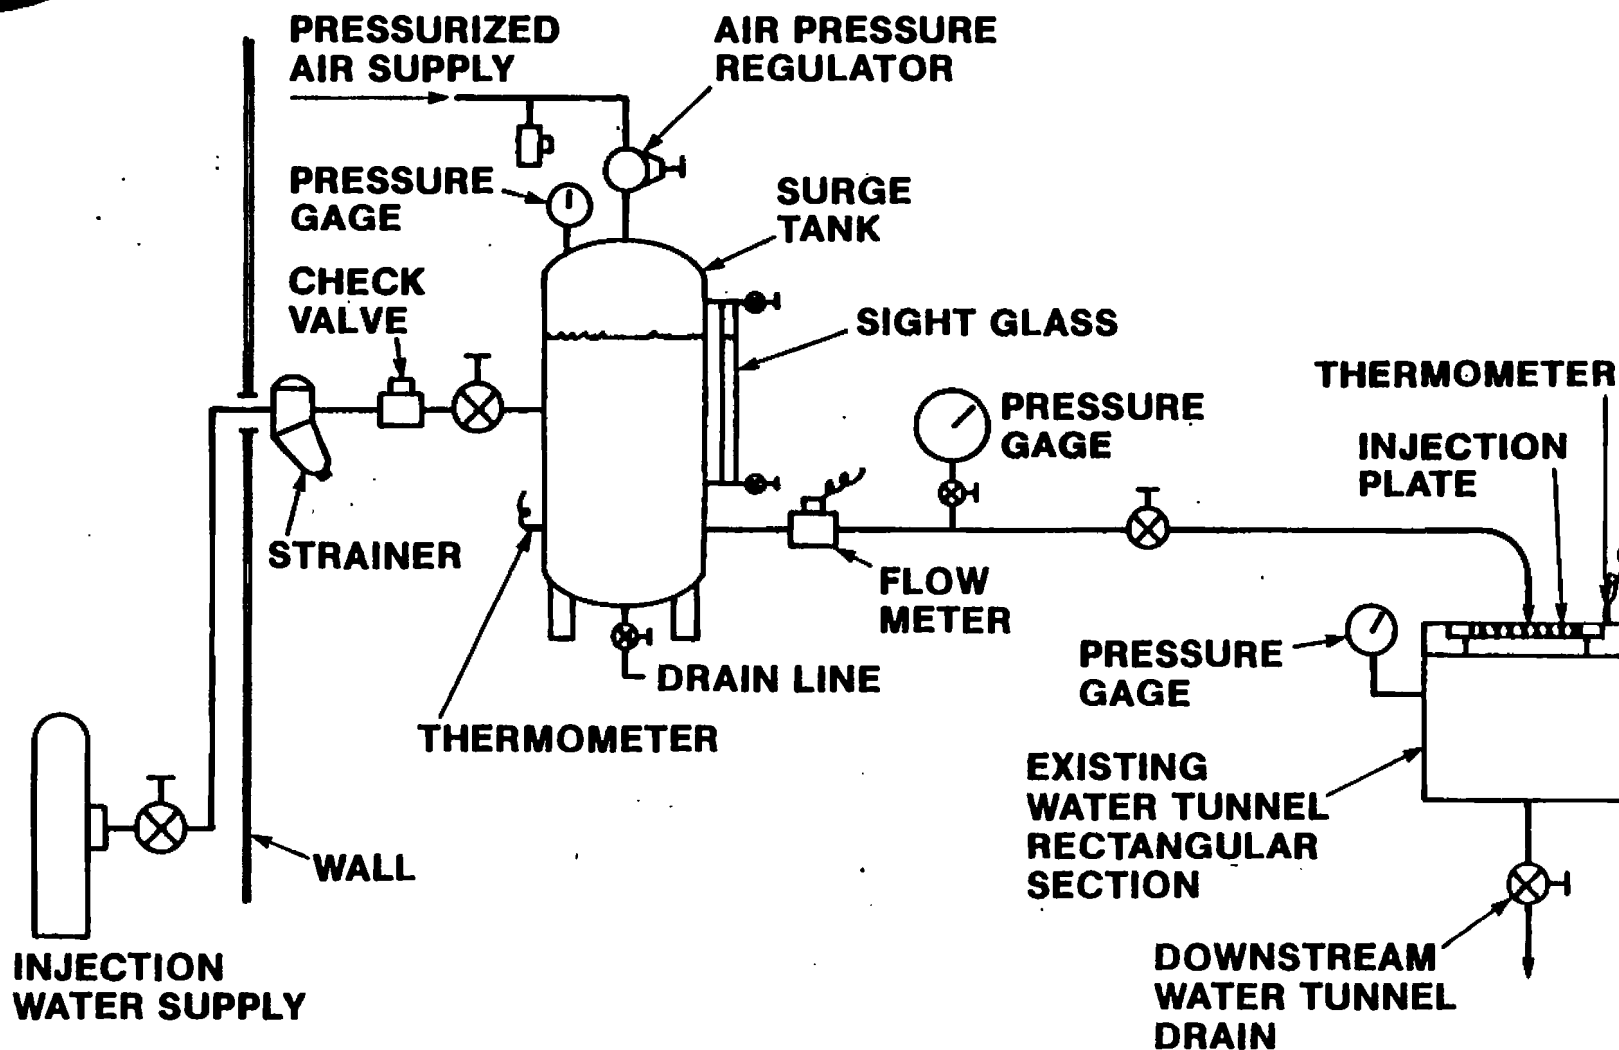 PRESSURIZED
AIR SUPPLY
AIR PRESSURE
REGULATOR
PRESSURE
GAGE
SURGE
TANK
CHECK
VALVE
SIGHT GLASS
THERMOMETER
PRESSURE
GAGE
INJECTION
PLATE
STRAINER
FLOW
METER
PRESSURE
GAGE
DRAIN LINE
THERMOMETER
EXISTING
WATER TUNNEL
RECTANGULAR
SECTION
WALL
INJECTION
WATER SUPPLY
DOWNSTREAM
WATER TUNNEL
DRAIN